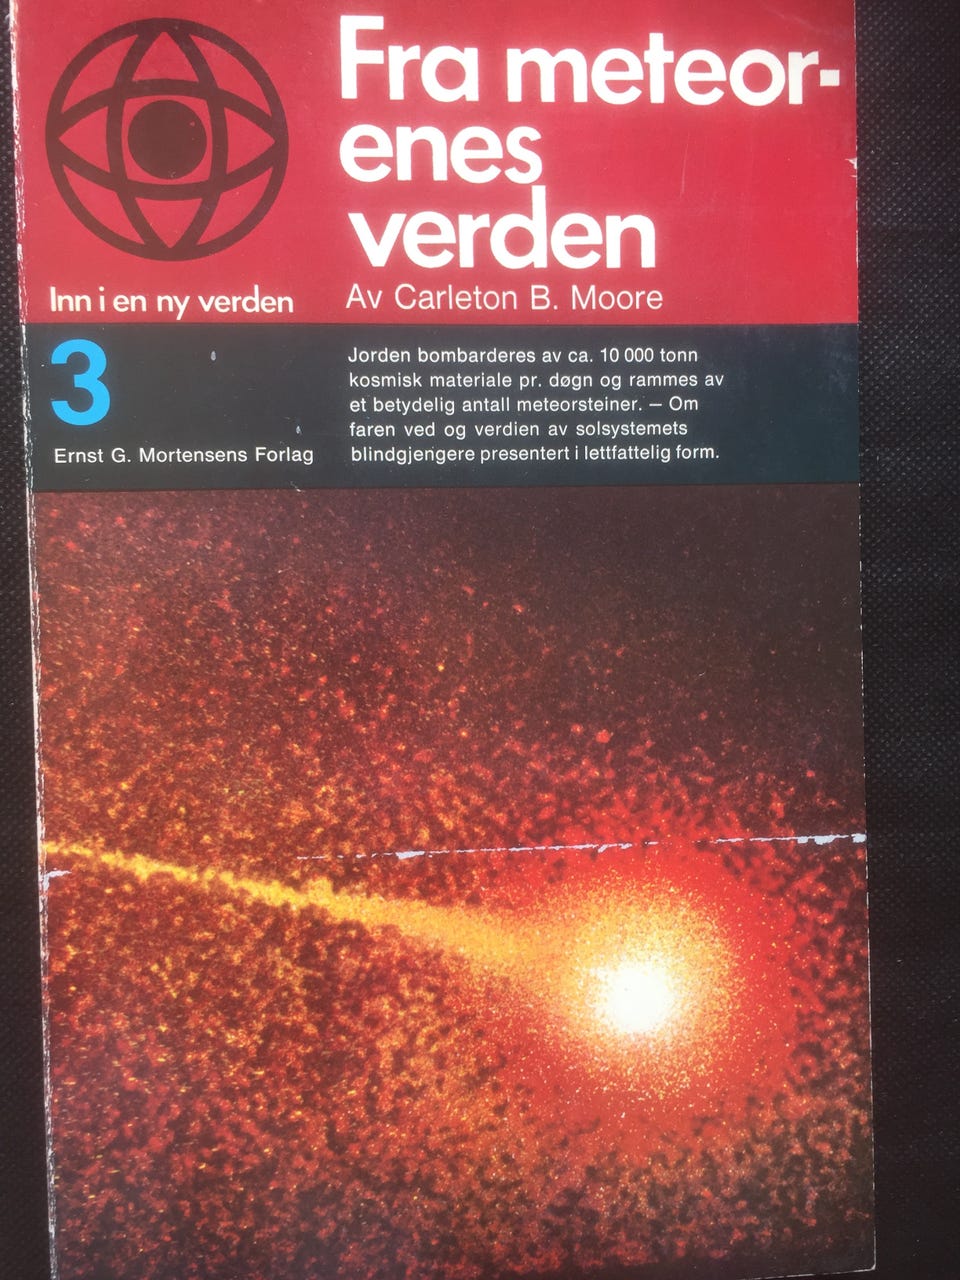 Fra meteor-
enes
verden
Av Carleton B. Moore
Inn i en ny verden
3
Ernst G. Mortensens Forlag
Jorden bombarderes av ca. 10 000 tonn
kosmisk materiale pr. døgn og rammes av
et betydelig antall meteorsteiner. — Om
faren ved og verdien av solsystemets
blindgjengere presentert i lettfattelig form.